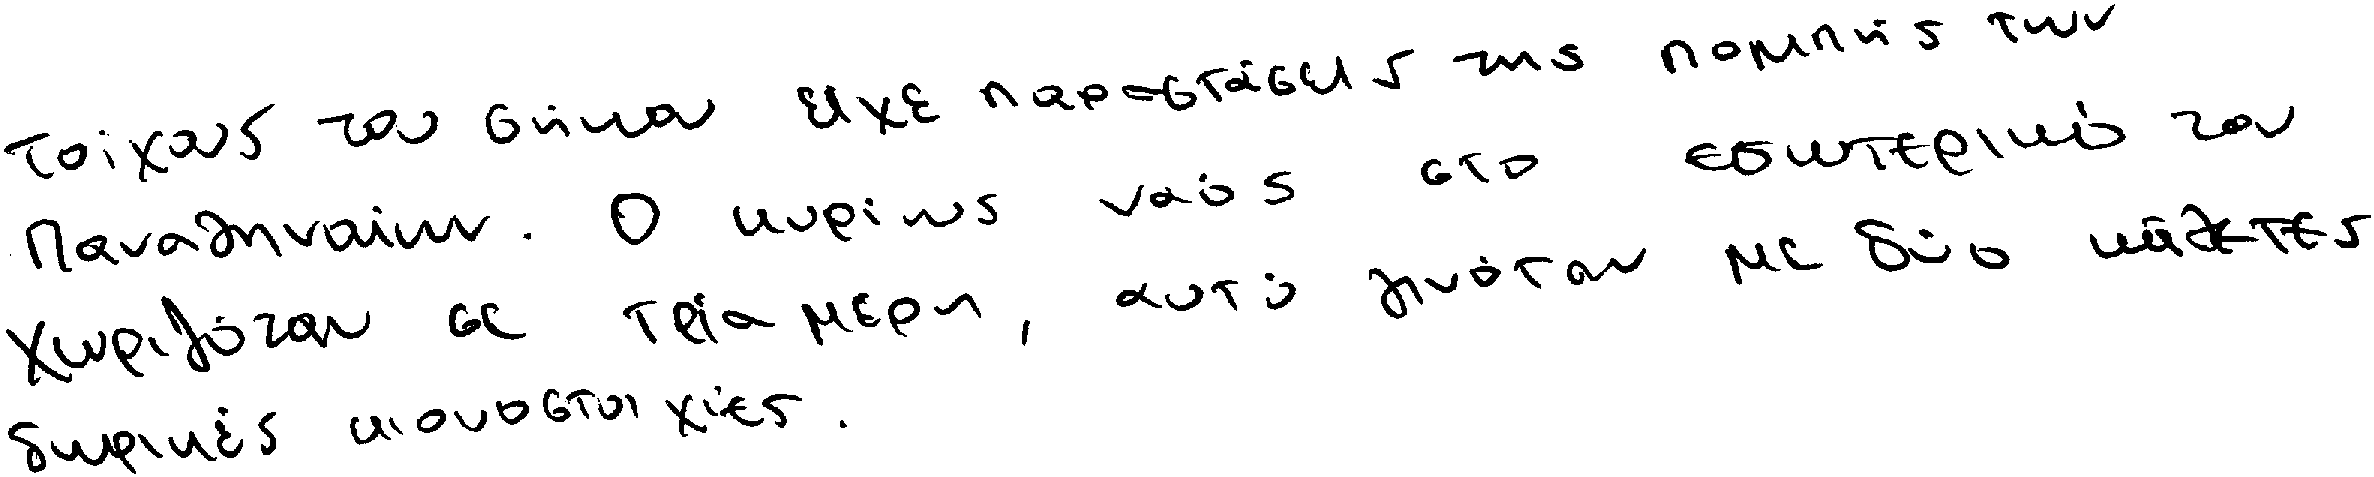 τοίχους του σηκού είχε παραστάσεις της πομπής των
Παναθηναίων. Ο κυρίως ναός στο εσωτερικό του
χωριζόταν σε τρία μέρη, αυτό γινόταν με δύο κάθετες
δωρικές κιονοστοιχίες.